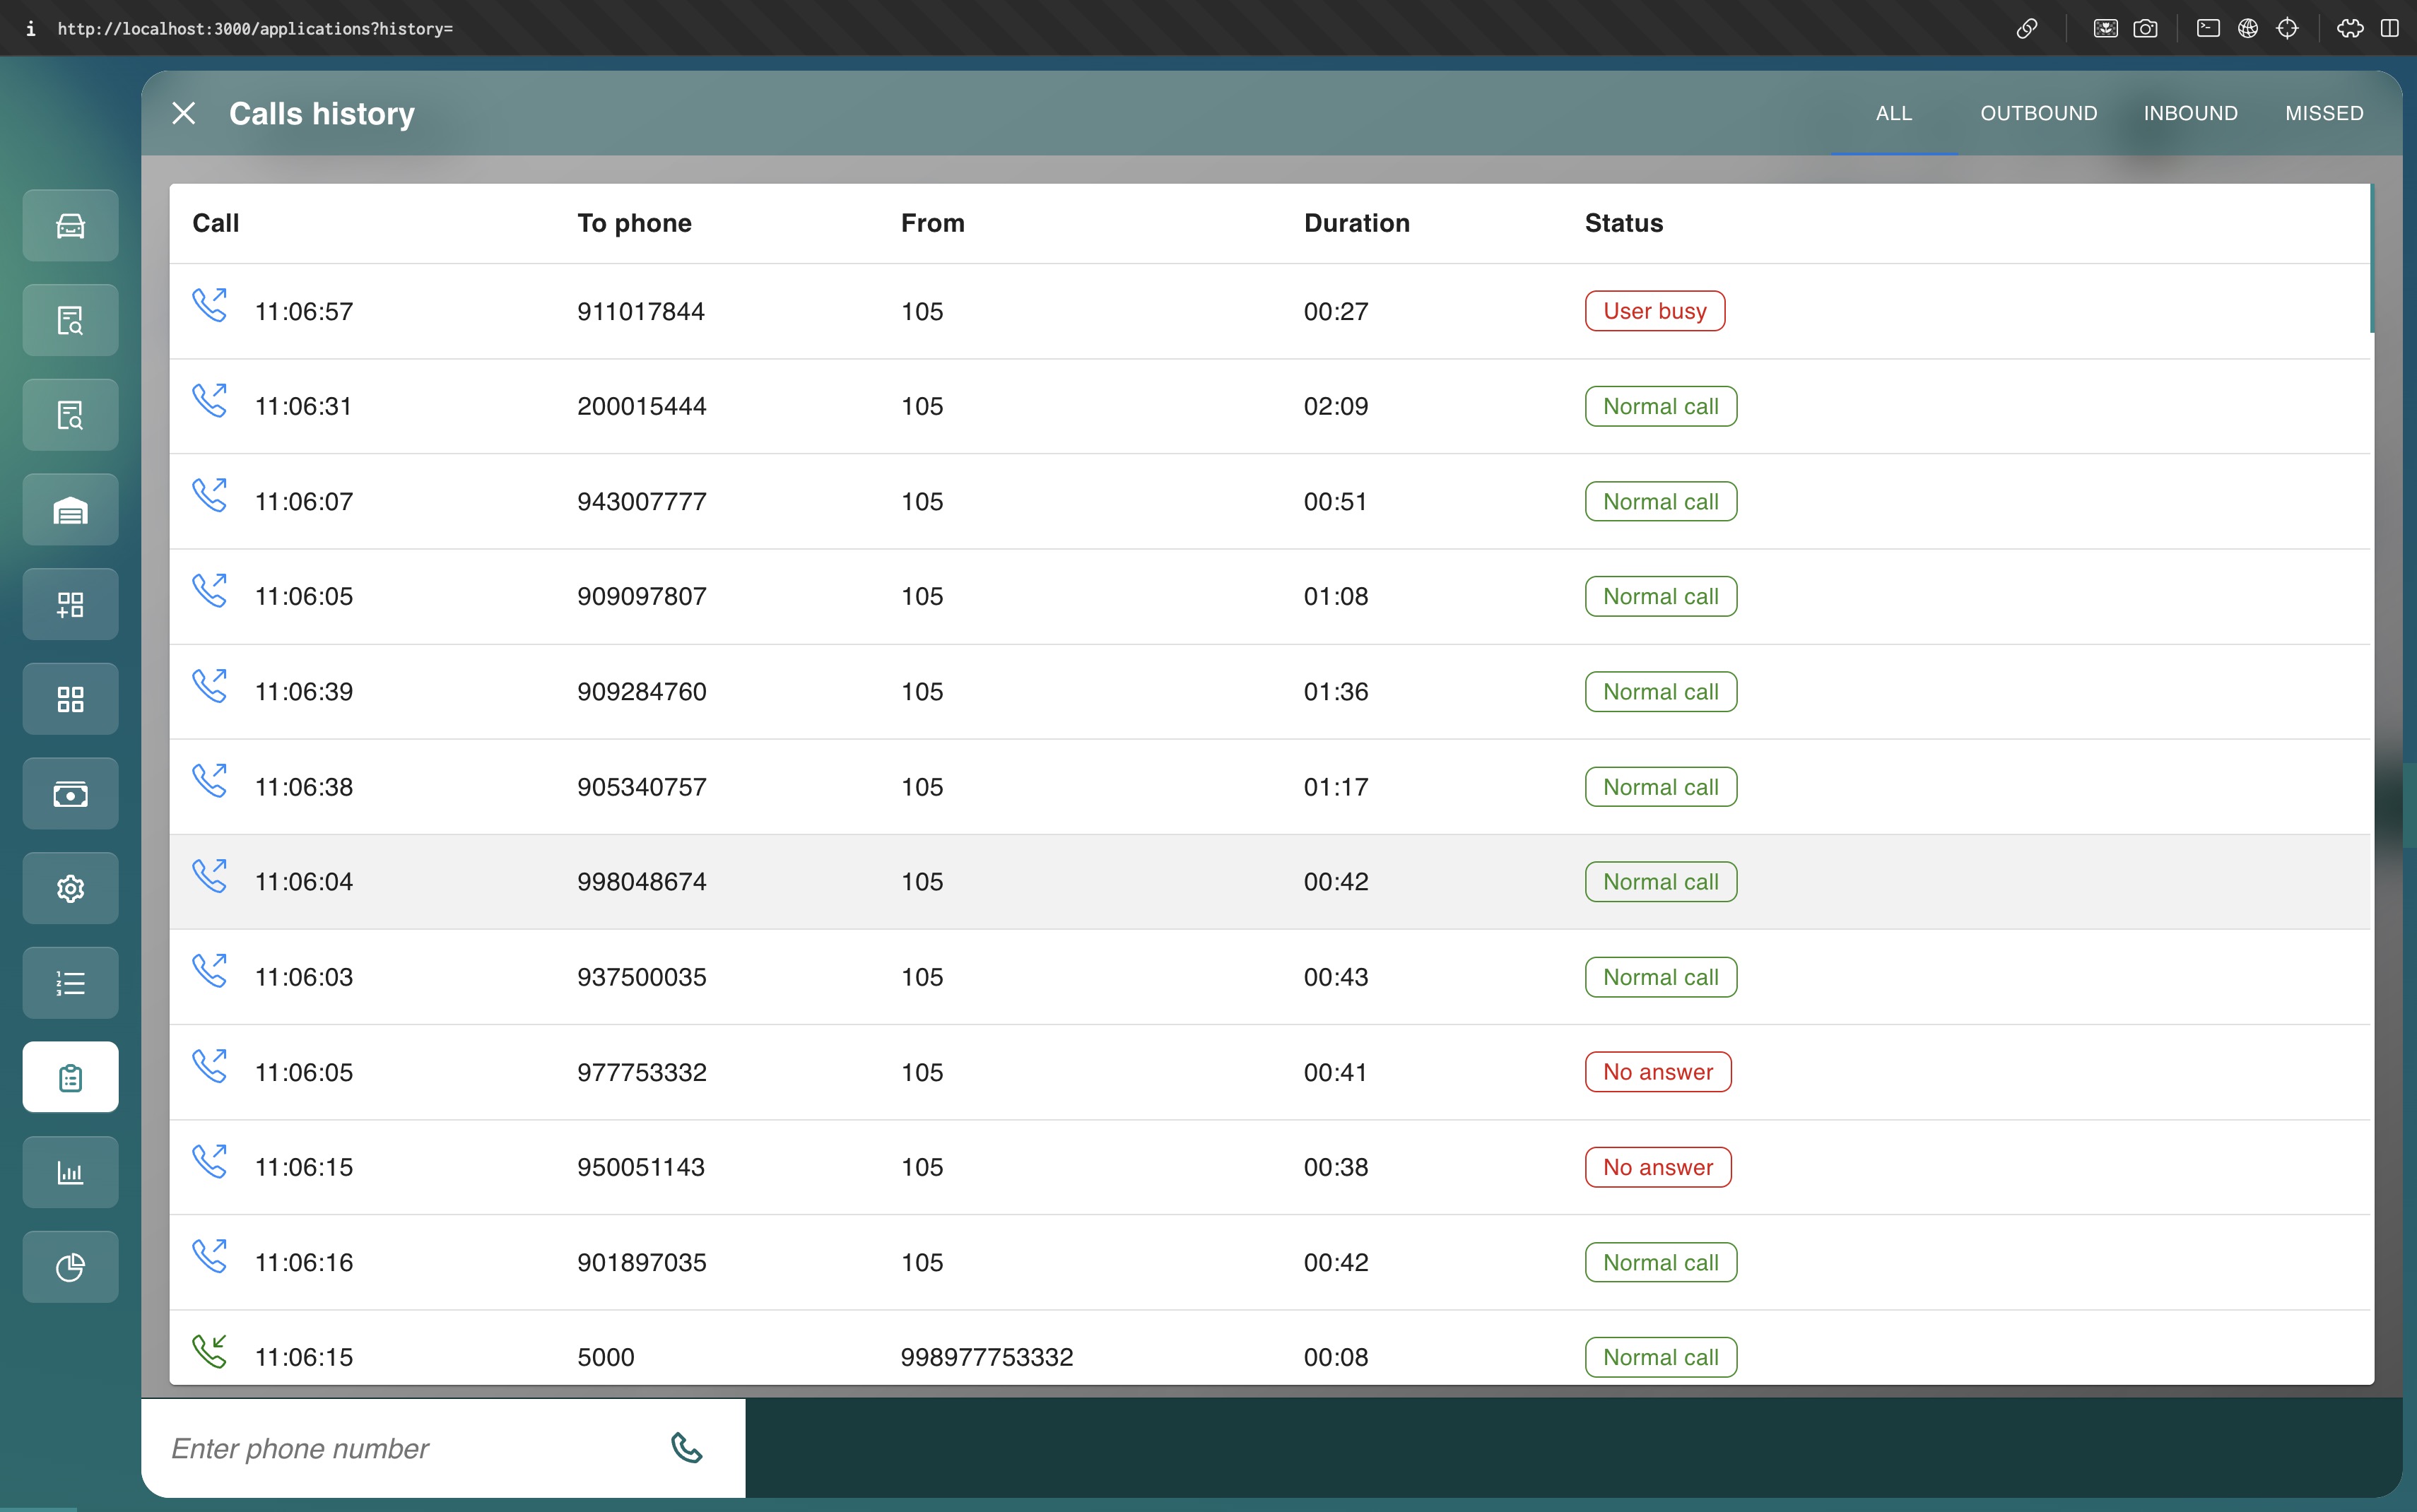 http://localhost:3000/applications?history=
Calls history
ALL OUTBOUND INBOUND MISSED
Call To phone From Duration Status
11:06:57 911017844 105 00:27 User busy
11:06:31 200015444 105 02:09 Normal call
11:06:07 943007777 105 00:51 Normal call
11:06:05 909097807 105 01:08 Normal call
11:06:39 909284760 105 01:36 Normal call
11:06:38 905340757 105 01:17 Normal call
11:06:04 998048674 105 00:42 Normal call
11:06:03 937500035 105 00:43 Normal call
11:06:05 977753332 105 00:41 No answer
11:06:15 950051143 105 00:38 No answer
11:06:16 901897035 105 00:42 Normal call
11:06:15 5000 998977753332 00:08 Normal call
Enter phone number